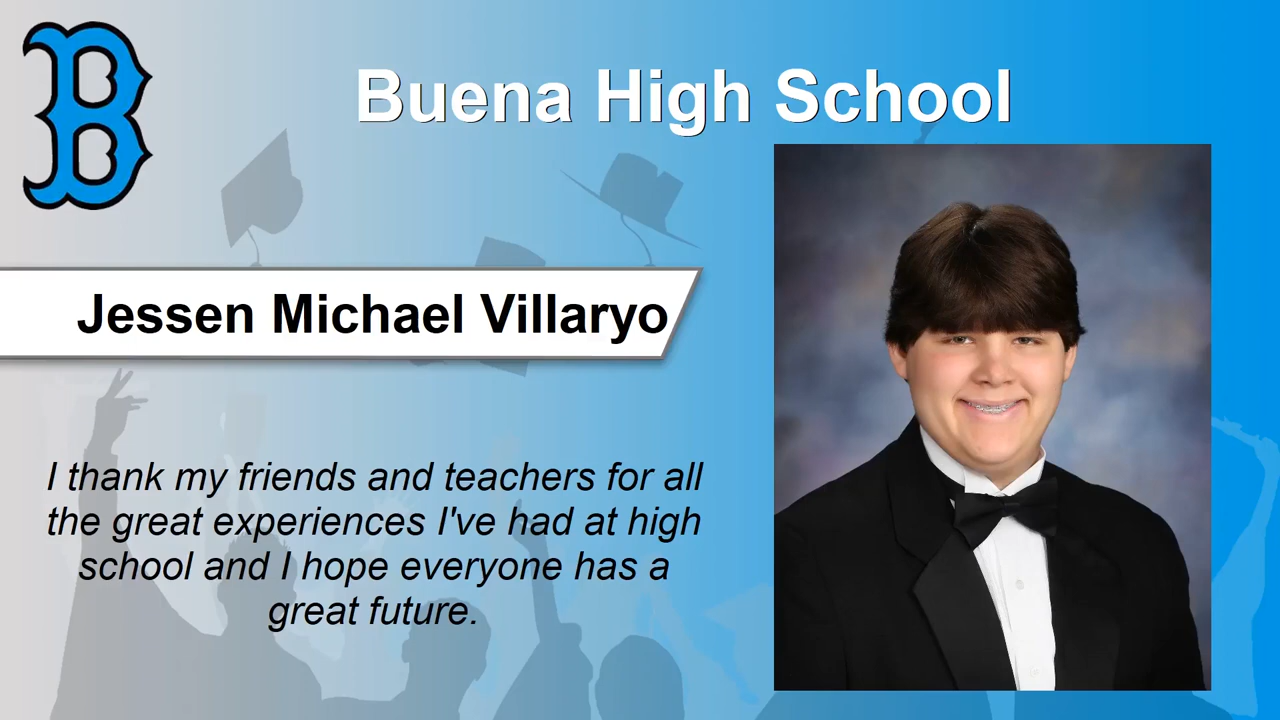 B
Buena High School
Jessen Michael Villaryo
I thank my friends and teachers for all
the great experiences I've had at high
school and I hope everyone has a
great future.